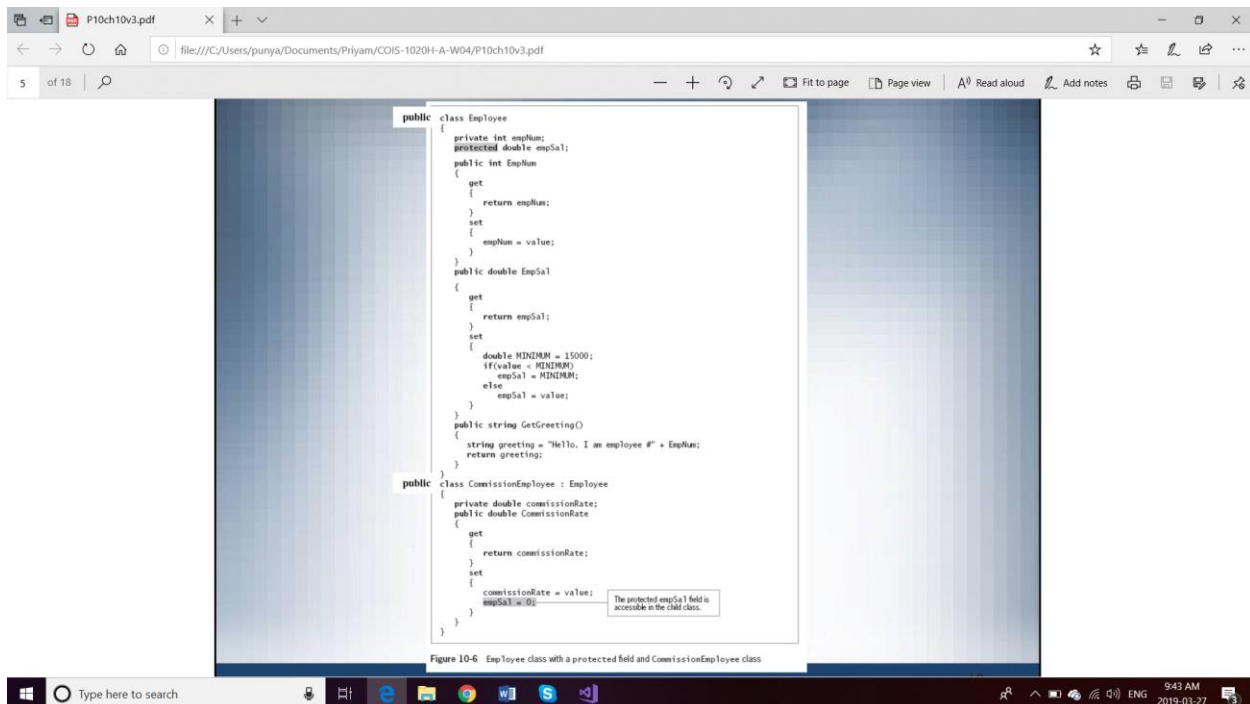 P10ch10v3.pdf
file:///C:/Users/punya/Documents/Priyam/COIS-1020H-A-W04/P10ch10v3.pdf
5 of 18
Fit to page
Page view
Read aloud
Add notes
public class Employee
{
private int empNum;
protected double empSal;
public int EmpNum
{
get
{
return empNum;
}
set
{
empNum = value;
}
}
public double EmpSal
{
get
{
return empSal;
}
set
{
double MINIMUM = 15000;
if(value < MINIMUM)
empSal = MINIMUM;
else
empSal = value;
}
}
public string GetGreeting()
{
string greeting = "Hello. I am employee #" + EmpNum;
return greeting;
}
}
public class CommissionEmployee : Employee
{
private double commissionRate;
public double CommissionRate
{
get
{
return commissionRate;
}
set
{
commissionRate = value;
empSal = 0;
The protected empSal field is
accessible in the child class.
}
}
}
Figure 10-6 Employee class with a protected field and CommissionEmployee class
Type here to search
ENG
9:43 AM
2019-03-27